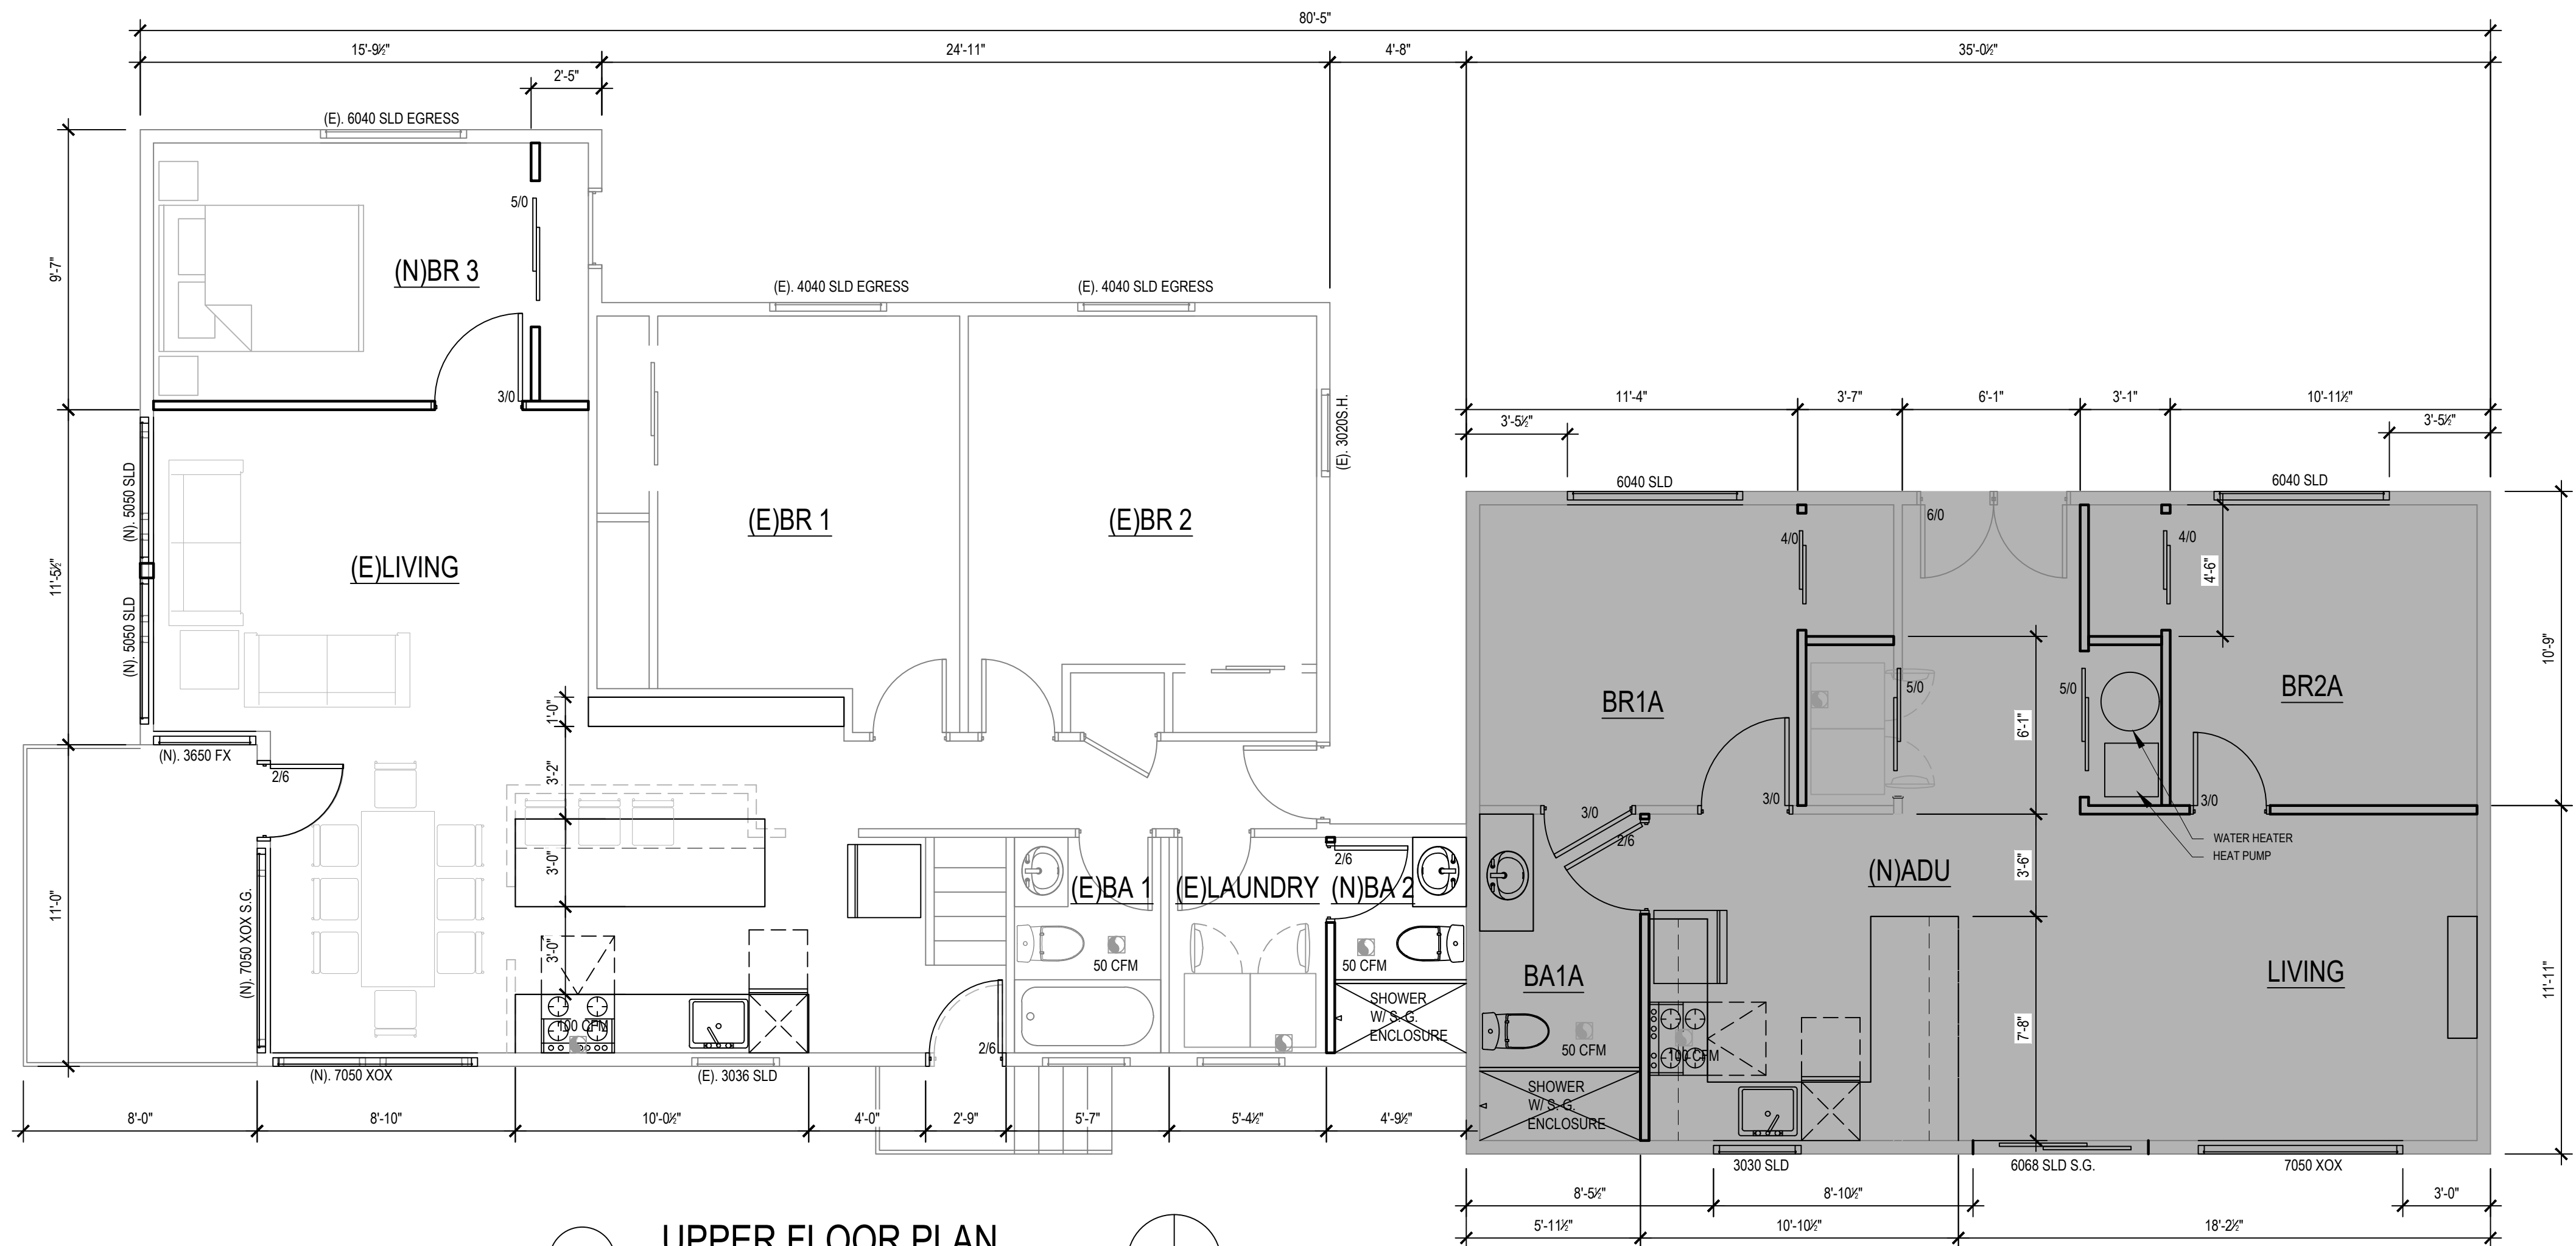 80'-5"
15'-9½"
24'-11"
4'-8"
35'-0½"
2'-5"
(E). 6040 SLD EGRESS
9'-7"
5/0
(N)BR 3
3/0
(E). 4040 SLD EGRESS
(E). 4040 SLD EGRESS
(E). 3020S.H.
11'-4"
3'-7"
6'-1"
3'-1"
10'-11½"
3'-5½"
3'-5½"
6040 SLD
6040 SLD
(N). 5050 SLD
(N). 5050 SLD
11'-5½"
(E)LIVING
(E)BR 1
(E)BR 2
6/0
4/0
4/0
4'-6"
10'-9"
BR1A
5/0
5/0
BR2A
6'-1"
3/0
3/0
3/0
2/6
WATER HEATER
HEAT PUMP
1'-0"
3'-2"
3'-0"
3'-0"
(N). 3650 FX
2/6
11'-0"
(N). 7050 XOX S.G.
(E)BA 1
(E)LAUNDRY
(N)BA 2
2/6
50 CFM
50 CFM
SHOWER
W/ S. G.
ENCLOSURE
100 CFM
2/6
(N)ADU
3'-6"
BA1A
50 CFM
100 CFM
SHOWER
W/ S. G.
ENCLOSURE
7'-8"
LIVING
11'-11"
(N). 7050 XOX
(E). 3036 SLD
8'-0"
8'-10"
10'-0½"
4'-0"
2'-9"
5'-7"
5'-4½"
4'-9½"
3030 SLD
6068 SLD S.G.
7050 XOX
8'-5½"
8'-10½"
3'-0"
5'-11½"
10'-10½"
18'-2½"
UPPER FLOOR PLAN